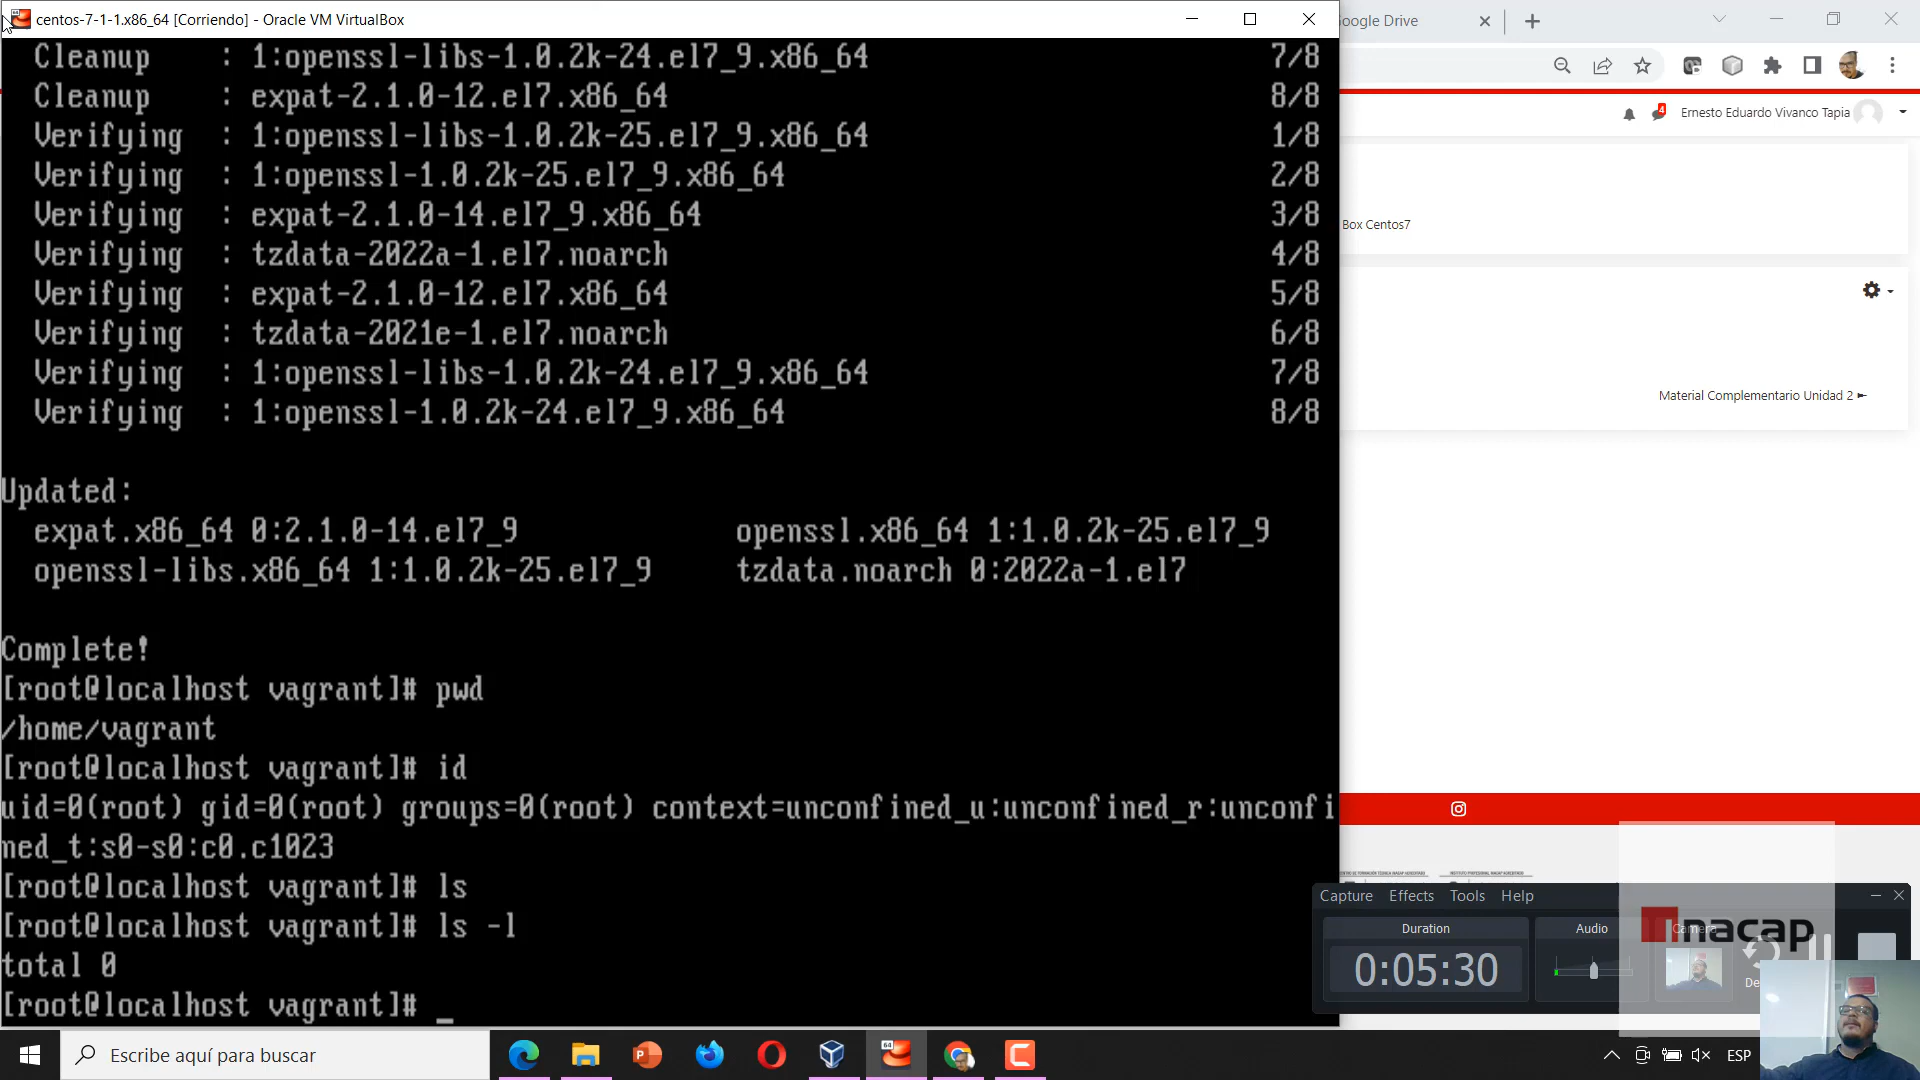 centos-7-1-1.x86_64 [Corriendo] - Oracle VM VirtualBox
Google Drive
Cleanup : 1:openssl-libs-1.0.2k-24.el7_9.x86_64 7/8
Cleanup : expat-2.1.0-12.el7.x86_64 8/8
Verifying : 1:openssl-libs-1.0.2k-25.el7_9.x86_64 1/8
Verifying : 1:openssl-1.0.2k-25.el7_9.x86_64 2/8
Verifying : expat-2.1.0-14.el7_9.x86_64 3/8
Verifying : tzdata-2022a-1.el7.noarch 4/8
Verifying : expat-2.1.0-12.el7.x86_64 5/8
Verifying : tzdata-2021e-1.el7.noarch 6/8
Verifying : 1:openssl-libs-1.0.2k-24.el7_9.x86_64 7/8
Verifying : 1:openssl-1.0.2k-24.el7_9.x86_64 8/8
Updated:
expat.x86_64 0:2.1.0-14.el7_9 openssl.x86_64 1:1.0.2k-25.el7_9
openssl-libs.x86_64 1:1.0.2k-25.el7_9 tzdata.noarch 0:2022a-1.el7
Complete!
[root@localhost vagrant]# pwd
/home/vagrant
[root@localhost vagrant]# id
uid=0(root) gid=0(root) groups=0(root) context=unconfined_u:unconfined_r:unconfi
ned_t:s0-s0:c0.c1023
[root@localhost vagrant]# ls
[root@localhost vagrant]# ls -l
total 0
[root@localhost vagrant]# _
4
Ernesto Eduardo Vivanco Tapia
Box Centos7
Material Complementario Unidad 2 ►
Capture Effects Tools Help
Duration
0:05:30
Audio
Camera
inacap
De
64
Escribe aquí para buscar
ESP